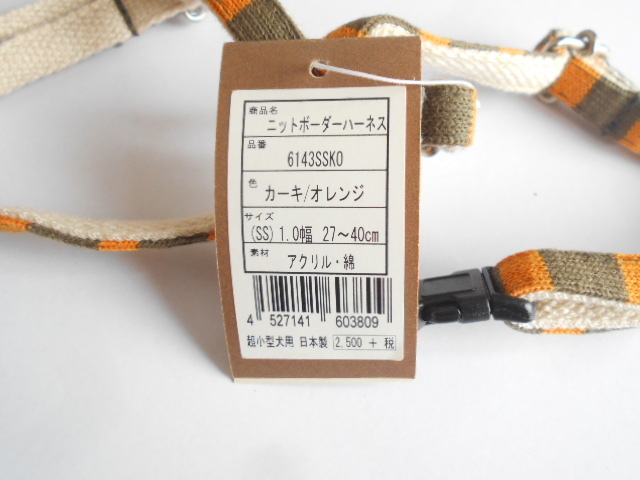 商品名
ニットボーダーハーネス
品番
6143SSKO
色
カーキ/オレンジ
サイズ
(SS) 1.0幅 27～40cm
素材
アクリル・綿
4 527141 603809
超小型犬用 日本製 2,500 + 税